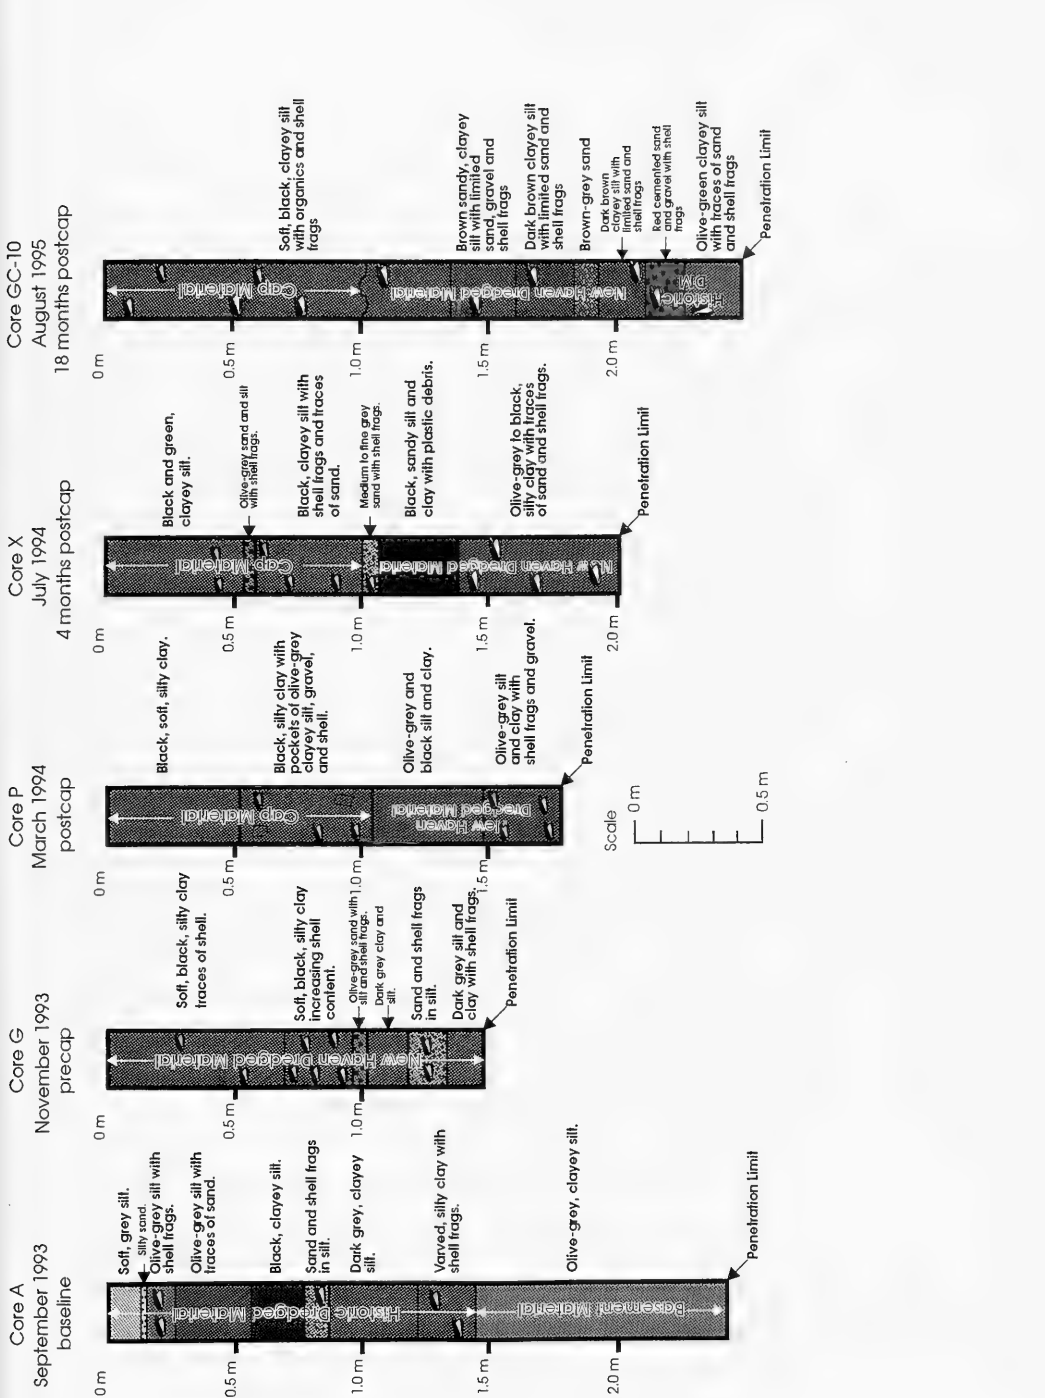 Core A
September 1993
baseline
0 m
0.5 m
1.0 m
1.5 m
2.0 m
Historic Dredged Material
Basement Material
Soft, grey silt.
Silty sand.
Olive-grey silt with
shell frags.
Olive-grey silt with
traces of sand.
Black, clayey silt.
Sand and shell frags
in silt.
Dark grey, clayey
silt.
Varved, silty clay with
shell frags.
Olive-grey, clayey silt.
Penetration Limit
Core G
November 1993
precap
0 m
0.5 m
1.0 m
New Haven Dredged Material
Soft, black, silty clay
traces of shell.
Soft, black, silty clay
increasing shell
content.
Olive-grey sand with
silt and shell frags.
Dark grey clay and
silt.
Sand and shell frags
in silt.
Dark grey silt and
clay with shell frags.
Penetration Limit
Core P
March 1994
postcap
0 m
0.5 m
1.0 m
1.5 m
Cap Material
New Haven
Dredged Material
Black, soft, silty clay.
Black, silty clay with
pockets of olive-grey
clayey silt, gravel,
and shell.
Olive-grey and
black silt and clay.
Olive-grey silt
and clay with
shell frags and gravel.
Penetration Limit
Scale
0 m
0.5 m
Core X
July 1994
4 months postcap
0 m
0.5 m
1.0 m
1.5 m
2.0 m
Cap Material
New Haven Dredged Material
Black and green,
clayey silt.
Olive-grey sand and silt
with shell frags.
Black, clayey silt with
shell frags and traces
of sand.
Medium to fine grey
sand with shell frags.
Black, sandy silt and
clay with plastic debris.
Olive-grey to black,
silty clay with traces
of sand and shell frags.
Penetration Limit
Core GC-10
August 1995
18 months postcap
0 m
0.5 m
1.0 m
1.5 m
2.0 m
Cap Material
New Haven Dredged Material
Historic
DM
Soft, black, clayey silt
with organics and shell
frags
Brown sandy, clayey
silt with limited
sand, gravel and
shell frags
Dark brown clayey silt
with limited sand and
shell frags
Brown-grey sand
Dark brown
clayey silt with
limited sand and
shell frags
Red cemented sand
and gravel with shell
frags
Olive-green clayey silt
with traces of sand
and shell frags
Penetration Limit